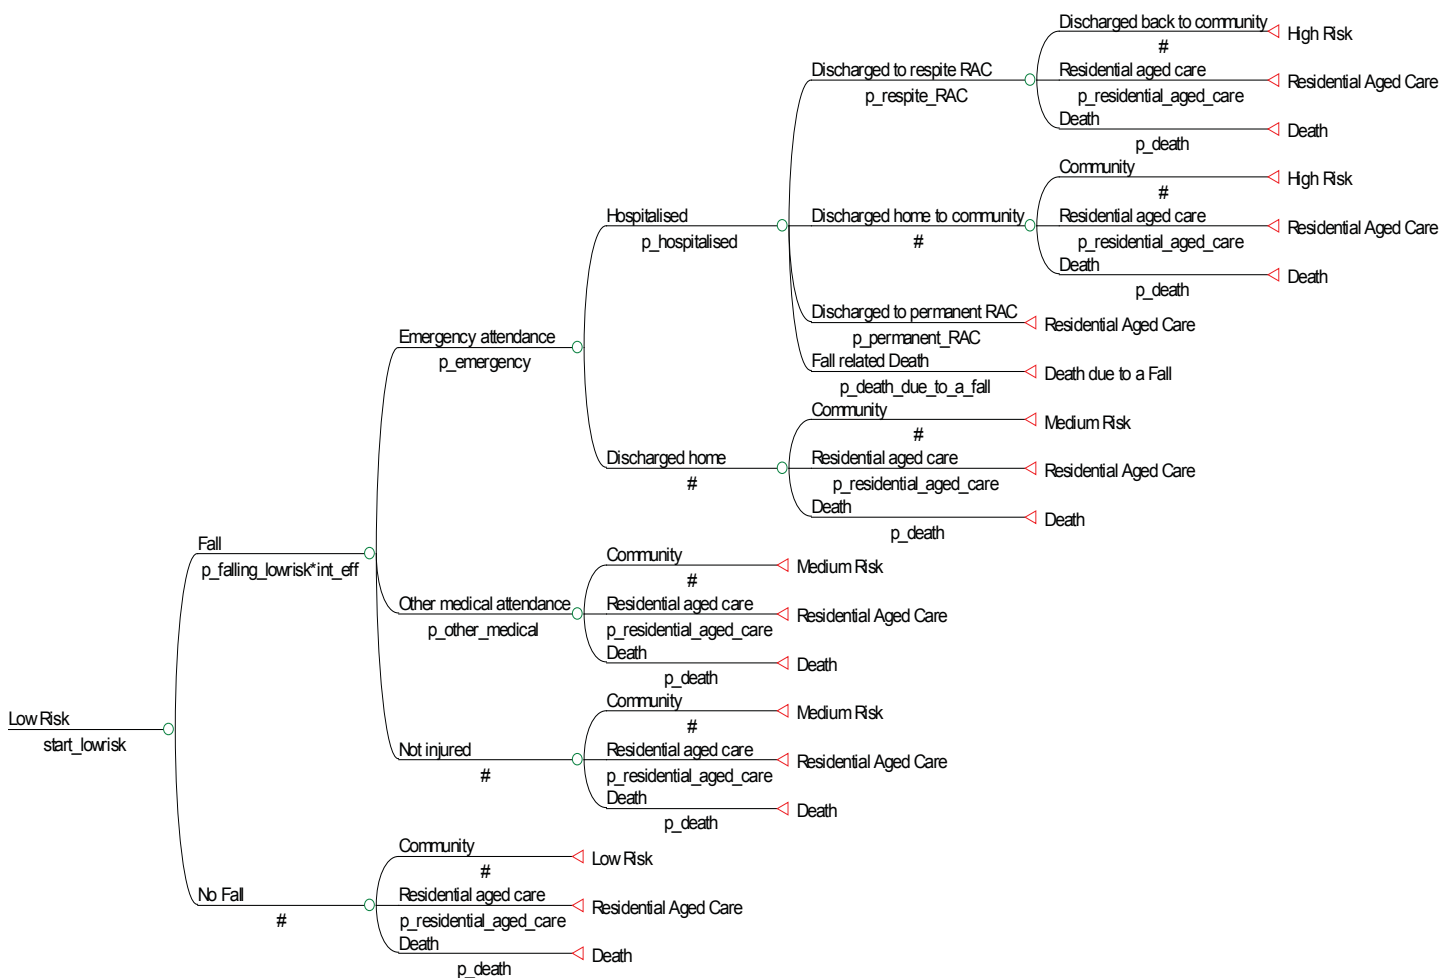 Discharged back to community
#
High Risk
Discharged to respite RAC
p_respite_RAC
Residential aged care
p_residential_aged_care
Residential Aged Care
Death
p_death
Death
Community
#
High Risk
Hospitalised
p_hospitalised
Discharged home to community
#
Residential aged care
p_residential_aged_care
Residential Aged Care
Death
p_death
Death
Discharged to permanent RAC
p_permanent_RAC
Residential Aged Care
Emergency attendance
p_emergency
Fall related Death
p_death_due_to_a_fall
Death due to a Fall
Community
#
Medium Risk
Discharged home
#
Residential aged care
p_residential_aged_care
Residential Aged Care
Death
p_death
Death
Fall
p_falling_lowrisk*int_eff
Community
#
Medium Risk
Other medical attendance
p_other_medical
Residential aged care
p_residential_aged_care
Residential Aged Care
Death
p_death
Death
Low Risk
start_lowrisk
Community
#
Medium Risk
Not injured
#
Residential aged care
p_residential_aged_care
Residential Aged Care
Death
p_death
Death
Community
#
Low Risk
No Fall
#
Residential aged care
p_residential_aged_care
Residential Aged Care
Death
p_death
Death